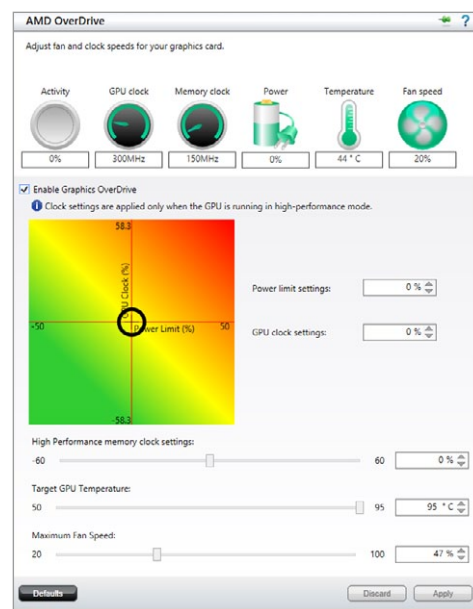 AMD OverDrive
?
Adjust fan and clock speeds for your graphics card.
Activity GPU clock Memory clock Power Temperature Fan speed
0% 300MHz 150MHz 0% 44 ° C 20%
Enable Graphics OverDrive
Clock settings are applied only when the GPU is running in high-performance mode.
58.3
GPU Clock (%)
-50 Power Limit (%) 50
-58.3
Power limit settings: 0 %
GPU clock settings: 0 %
High Performance memory clock settings:
-60 60 0 %
Target GPU Temperature:
50 95 95 °C
Maximum Fan Speed:
20 100 47 %
Defaults Discard Apply